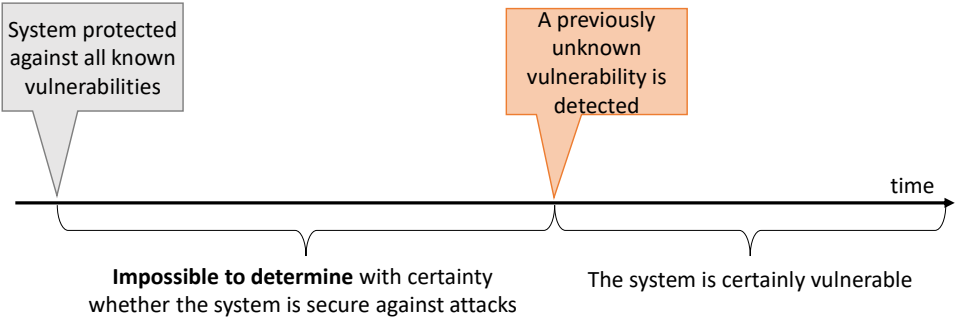 System protected
against all known
vulnerabilities
A previously
unknown
vulnerability is
detected
time
Impossible to determine with certainty
whether the system is secure against attacks
The system is certainly vulnerable